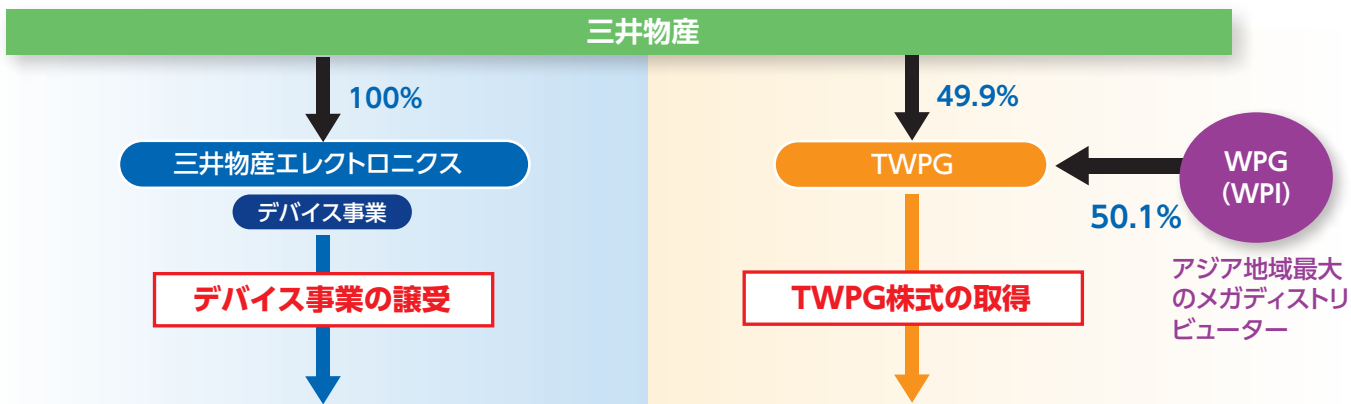 三井物産
100%
三井物産エレクトロニクス
デバイス事業
デバイス事業の譲受
49.9%
TWPG
50.1%
WPG
(WPI)
アジア地域最大
のメガディストリ
ビューター
TWPG株式の取得